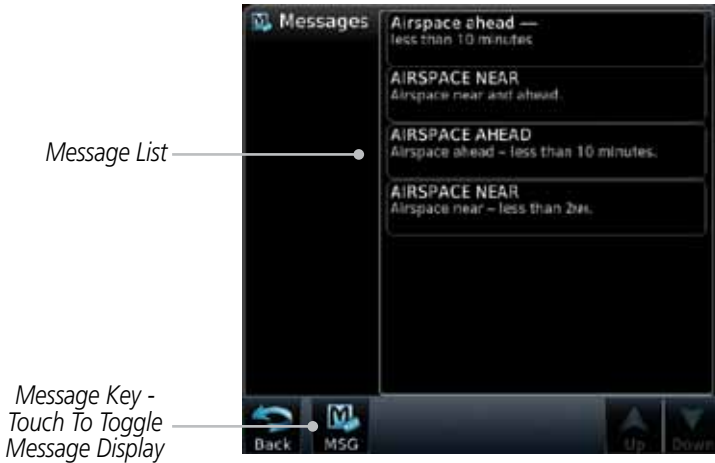 Messages
Airspace ahead —
less than 10 minutes
AIRSPACE NEAR
Airspace near and ahead.
AIRSPACE AHEAD
Airspace ahead – less than 10 minutes.
AIRSPACE NEAR
Airspace near – less than 2NM.
Message List
Message Key -
Touch To Toggle
Message Display
Back
MSG
Up
Down